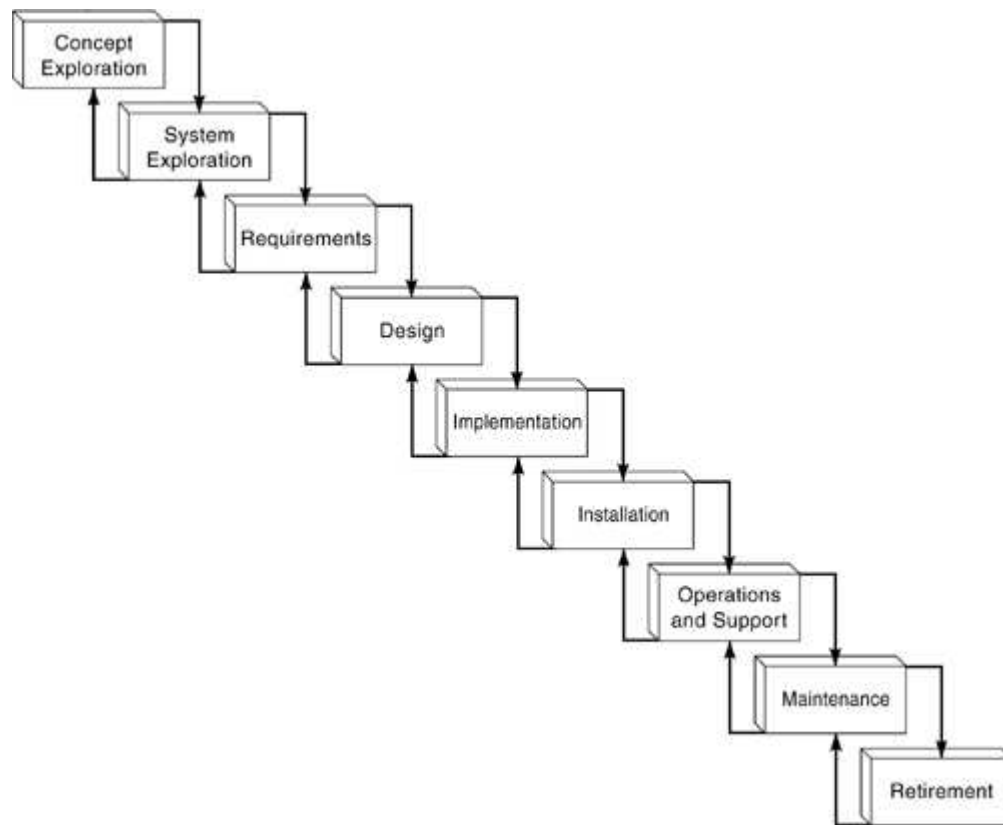 Concept
Exploration
System
Exploration
Requirements
Design
Implementation
Installation
Operations
and Support
Maintenance
Retirement